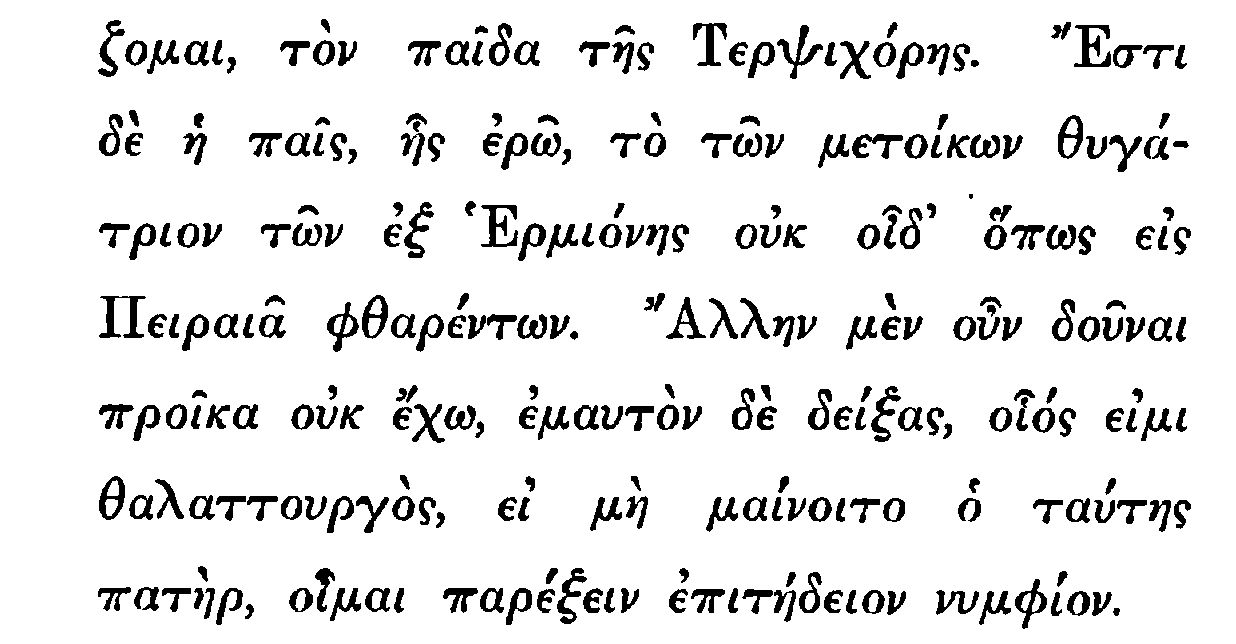 ζομαι, τὸν παῖδα τῆς Τερψιχόρης. Ἔστι
δὲ ἡ παῖς, ἧς ἐρῶ, τὸ τῶν μετοίκων θυγά-
τριον τῶν ἐξ Ἑρμιόνης οὐκ οἶδ’ ὅπως εἰς
Πειραιᾶ φθαρέντων. Ἄλλην μὲν οὖν δοῦναι
προῖκα οὐκ ἔχω, ἐμαυτὸν δὲ δείξας, οἷός εἰμι
θαλαττουργὸς, εἰ μὴ μαίνοιτο ὁ ταύτης
πατὴρ, οἶμαι παρέξειν ἐπιτήδειον νυμφίον.